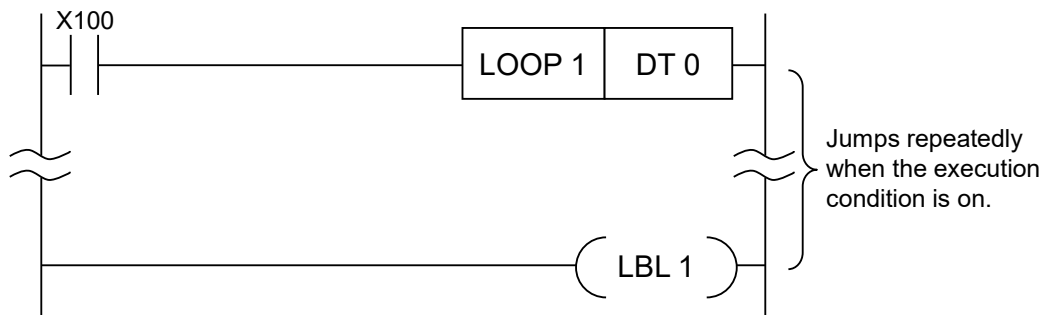 X100
LOOP 1 DT 0
Jumps repeatedly
when the execution
condition is on.
LBL 1